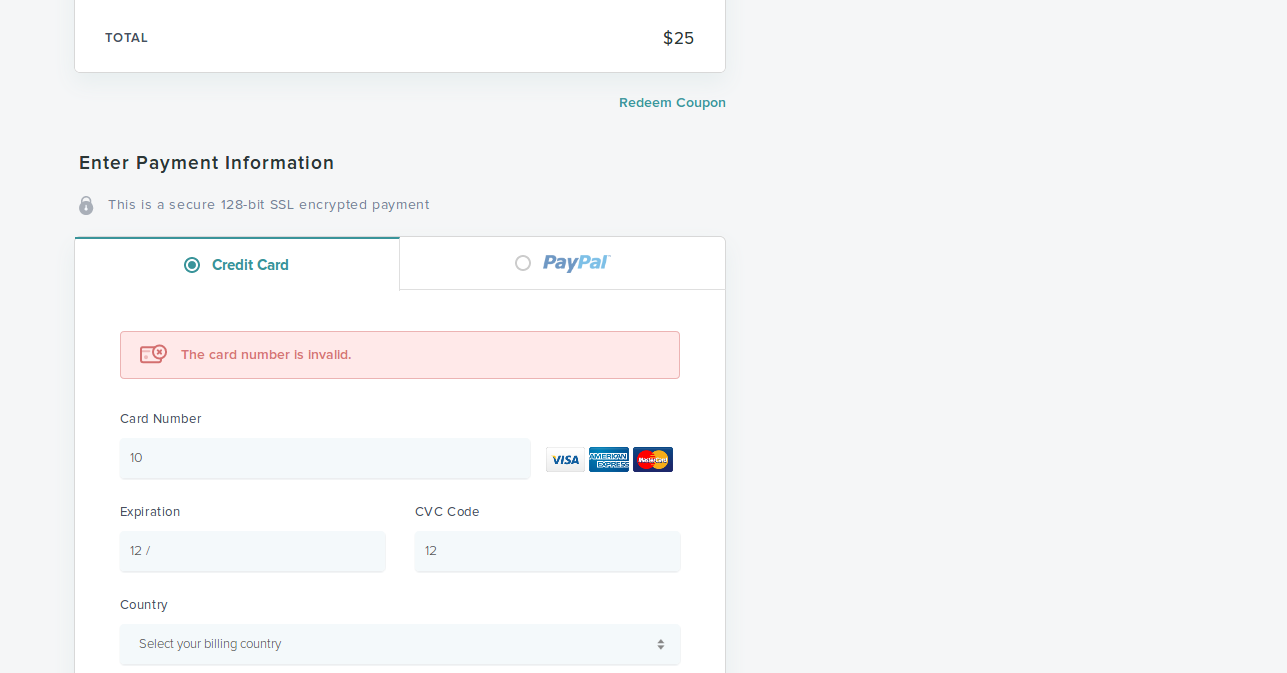 TOTAL $25
Redeem Coupon
Enter Payment Information
This is a secure 128-bit SSL encrypted payment
Credit Card PayPal
The card number is invalid.
Card Number
10 VISA AMERICAN EXPRESS MasterCard
Expiration CVC Code
12 / 12
Country
Select your billing country